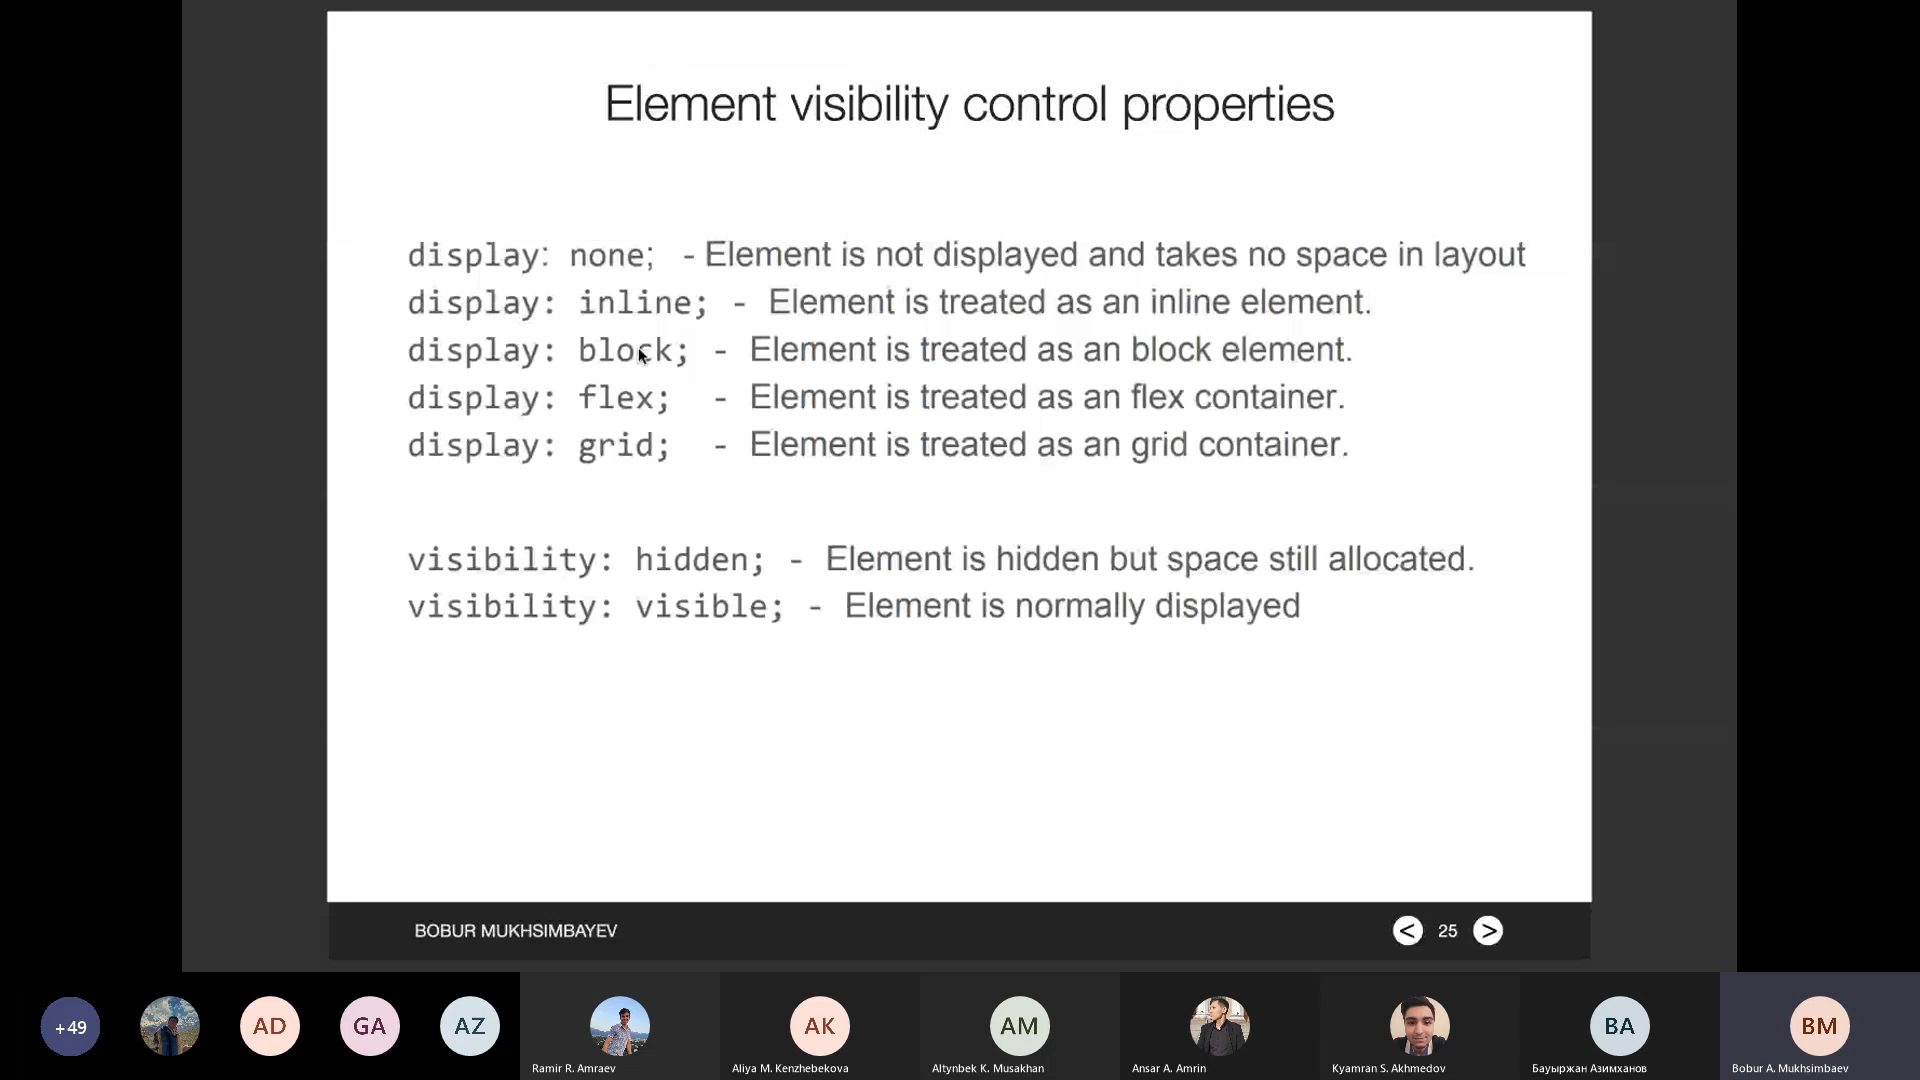 Element visibility control properties
display: none; - Element is not displayed and takes no space in layout
display: inline; - Element is treated as an inline element.
display: block; - Element is treated as an block element.
display: flex; - Element is treated as an flex container.
display: grid; - Element is treated as an grid container.
visibility: hidden; - Element is hidden but space still allocated.
visibility: visible; - Element is normally displayed
BOBUR MUKHSIMBAYEV
< 25 >
+49 AD GA AZ AK AM BA BM
Ramir R. Amraev Aliya M. Kenzhebekova Altynbek K. Musakhan Ansar A. Amrin Kyamran S. Akhmedov Бауыржан Азимханов Bobur A. Mukhsimbaev